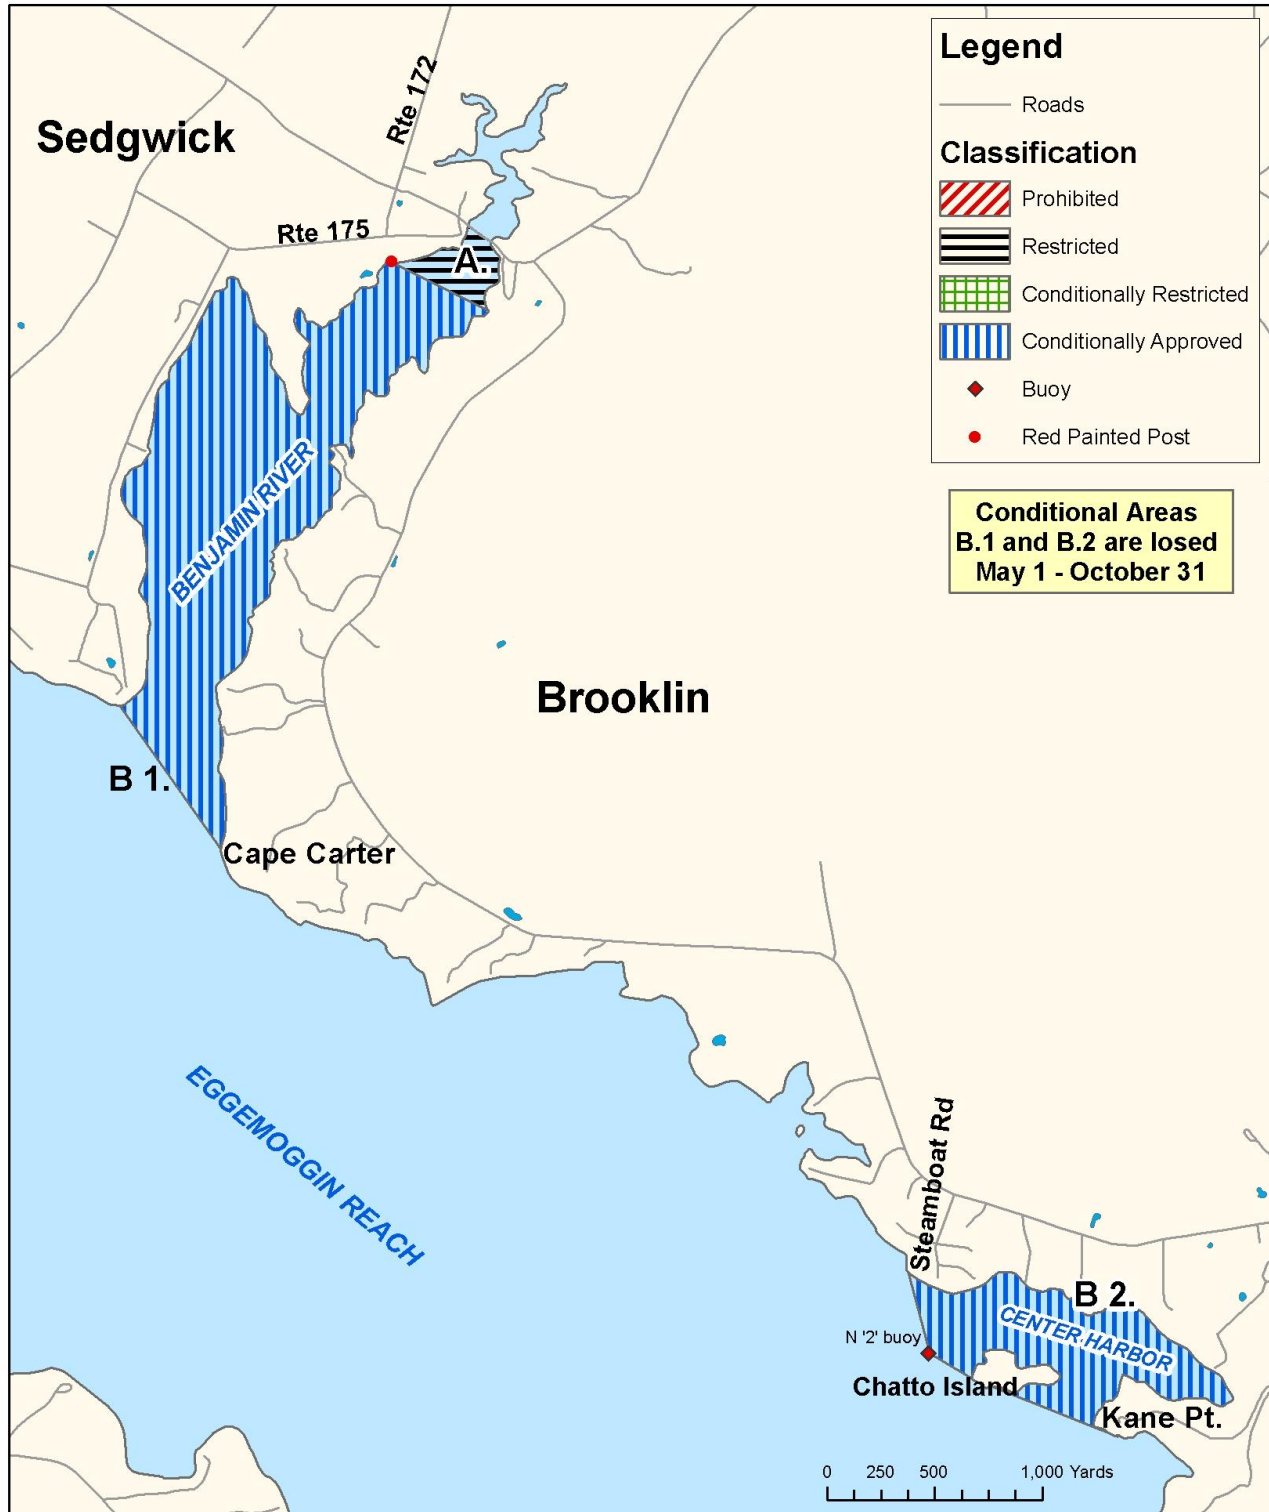 Legend
Roads
Classification
Prohibited
Restricted
Conditionally Restricted
Conditionally Approved
Buoy
Red Painted Post
Conditional Areas
B.1 and B.2 are losed
May 1 - October 31
Sedgwick
Rte 172
Rte 175
A.
BENJAMIN RIVER
Brooklin
B 1.
Cape Carter
EGGEMOGGIN REACH
Steamboat Rd
B 2.
CENTER HARBOR
N '2' buoy
Chatto Island
Kane Pt.
0 250 500 1,000 Yards